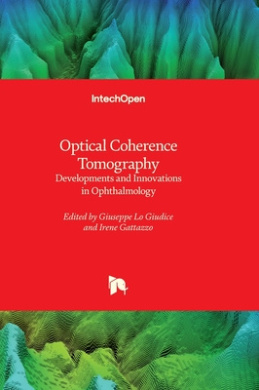 IntechOpen
Optical Coherence
Tomography
Developments and Innovations
in Ophthalmology
Edited by Giuseppe Lo Giudice
and Irene Gattazzo